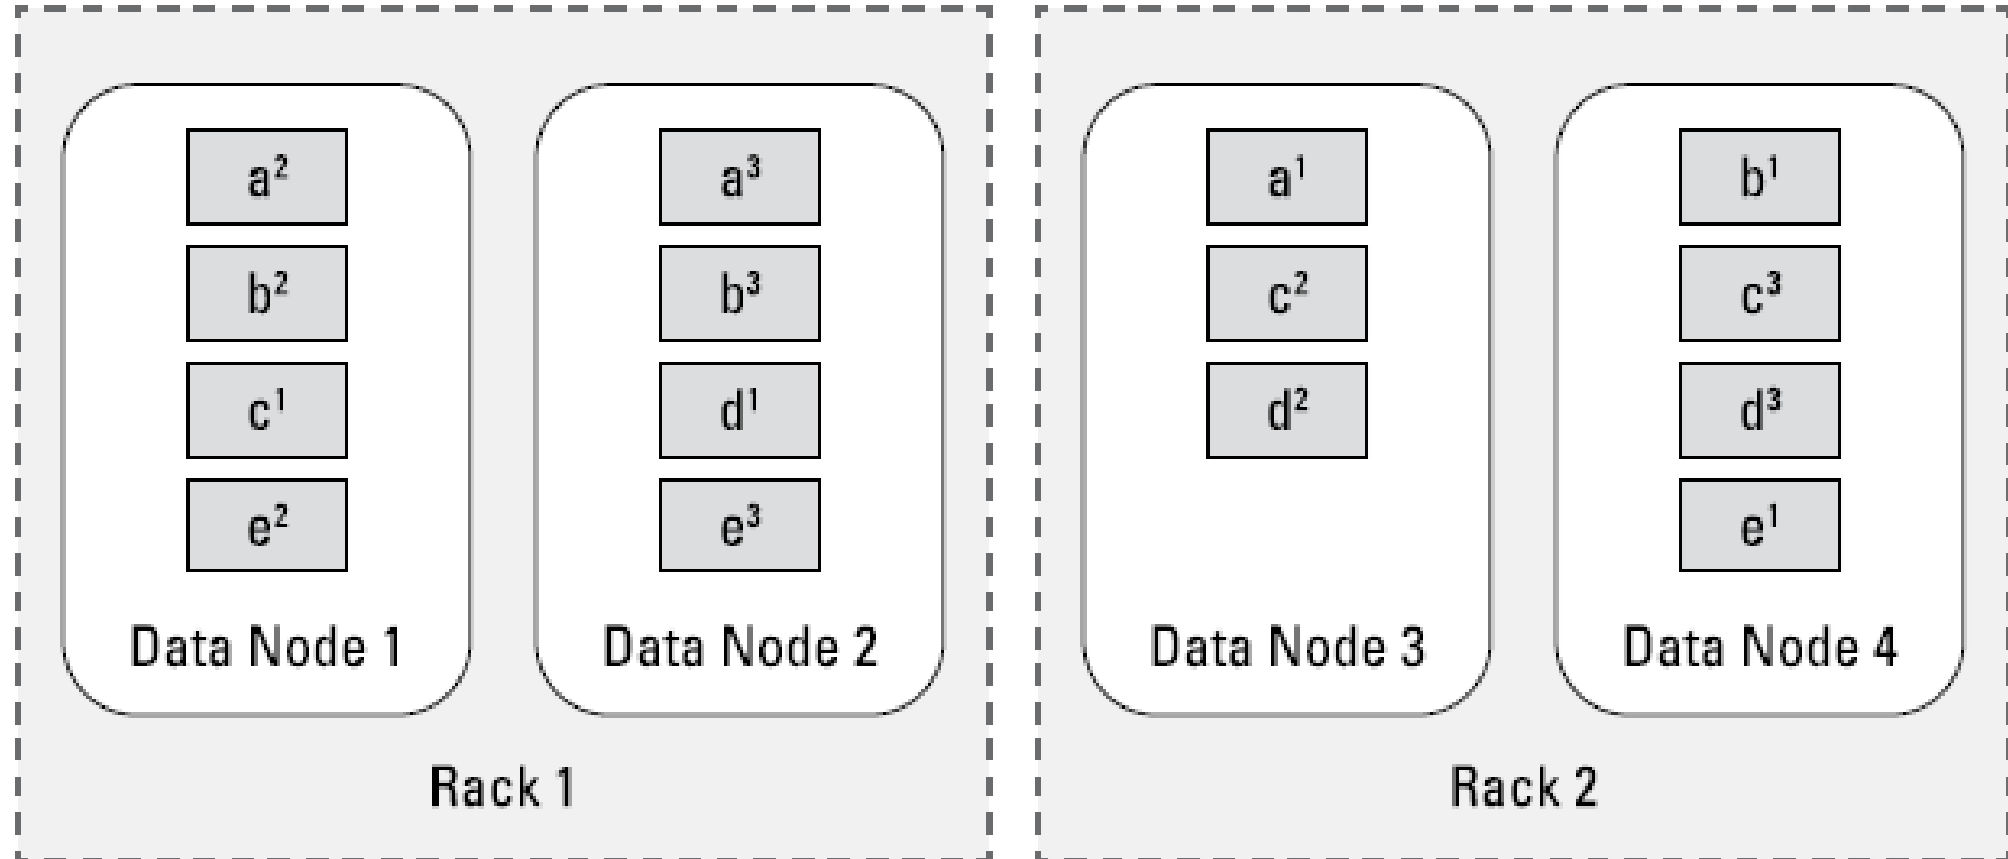 a²
b²
c¹
e²
Data Node 1
a³
b³
d¹
e³
Data Node 2
Rack 1
a¹
c²
d²
Data Node 3
b¹
c³
d³
e¹
Data Node 4
Rack 2